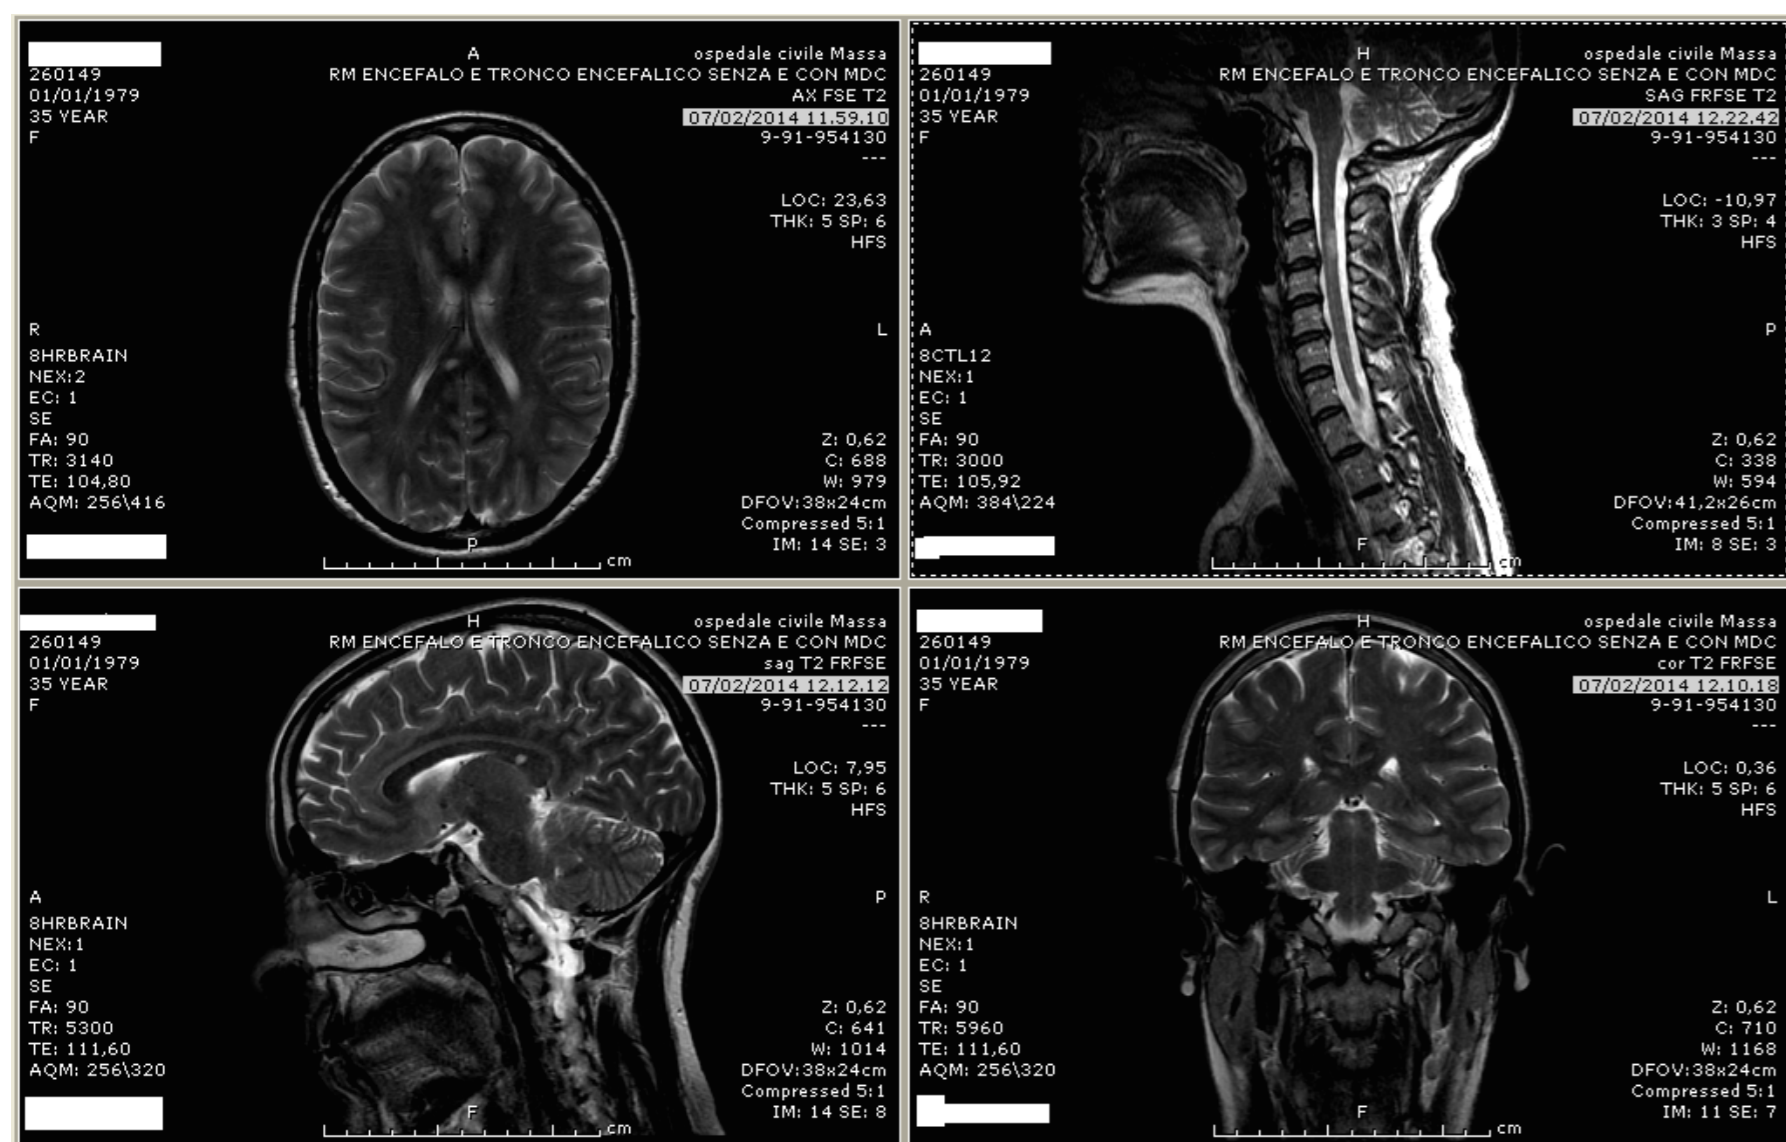 A
ospedale civile Massa
260149
RM ENCEFALO E TRONCO ENCEFALICO SENZA E CON MDC
01/01/1979
AX FSE T2
35 YEAR
07/02/2014 11.59.10
F
9-91-954130
---
LOC: 23,63
THK: 5 SP: 6
HFS
R
L
8HRBRAIN
NEX:2
EC: 1
SE
FA: 90
Z: 0,62
TR: 3140
C: 688
TE: 104,80
W: 979
AQM: 256\416
DFOV:38x24cm
Compressed 5:1
P
IM: 14 SE: 3
cm
H
ospedale civile Massa
260149
RM ENCEFALO E TRONCO ENCEFALICO SENZA E CON MDC
01/01/1979
SAG FRFSE T2
35 YEAR
07/02/2014 12.22.42
F
9-91-954130
---
LOC: -10,97
THK: 3 SP: 4
HFS
A
P
8CTL12
NEX:1
EC: 1
SE
FA: 90
Z: 0,62
TR: 3000
C: 338
TE: 105,92
W: 594
AQM: 384\224
DFOV:41,2x26cm
Compressed 5:1
F
IM: 8 SE: 3
cm
H
ospedale civile Massa
260149
RM ENCEFALO E TRONCO ENCEFALICO SENZA E CON MDC
01/01/1979
sag T2 FRFSE
35 YEAR
07/02/2014 12.12.12
F
9-91-954130
---
LOC: 7,95
THK: 5 SP: 6
HFS
A
P
8HRBRAIN
NEX:1
EC: 1
SE
FA: 90
Z: 0,62
TR: 5300
C: 641
TE: 111,60
W: 1014
AQM: 256\320
DFOV:38x24cm
Compressed 5:1
F
IM: 14 SE: 8
cm
H
ospedale civile Massa
260149
RM ENCEFALO E TRONCO ENCEFALICO SENZA E CON MDC
01/01/1979
cor T2 FRFSE
35 YEAR
07/02/2014 12.10.18
F
9-91-954130
---
LOC: 0,36
THK: 5 SP: 6
HFS
R
L
8HRBRAIN
NEX:1
EC: 1
SE
FA: 90
Z: 0,62
TR: 5960
C: 710
TE: 111,60
W: 1168
AQM: 256\320
DFOV:38x24cm
Compressed 5:1
F
IM: 11 SE: 7
cm